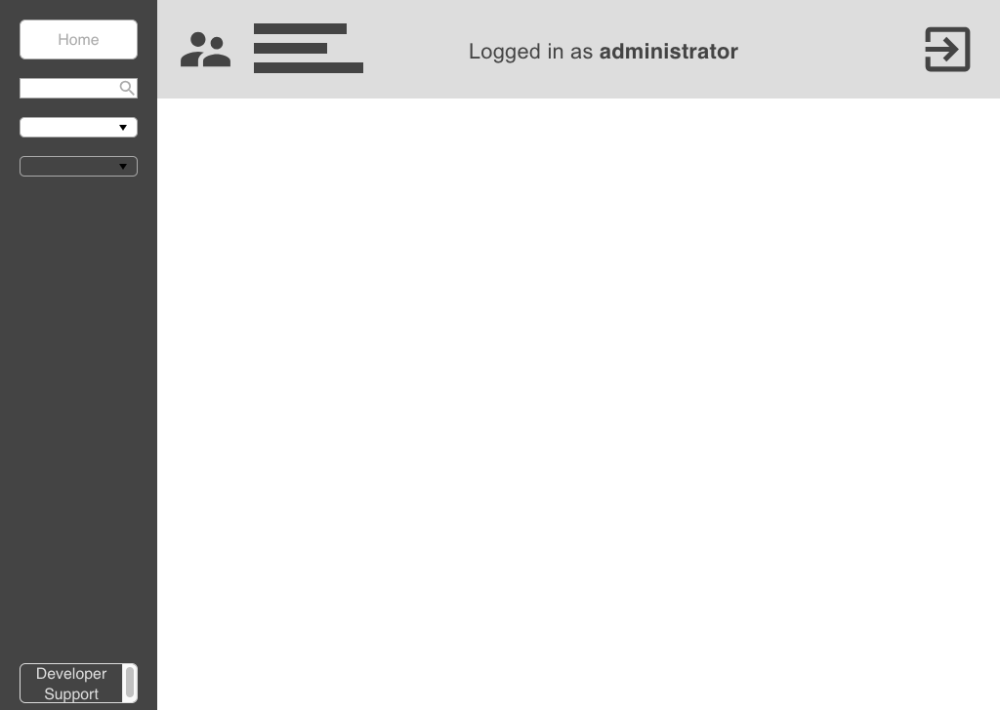 Home
Logged in as administrator
Developer
Support